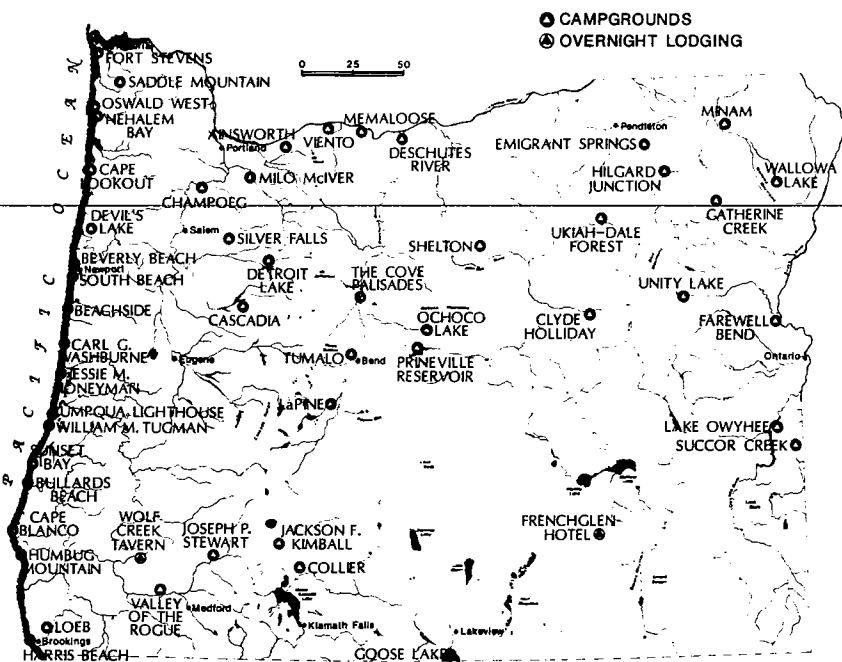 CAMPGROUNDS
OVERNIGHT LODGING
0 25 50
PACIFIC OCEAN
FORT STEVENS
SADDLE MOUNTAIN
OSWALD WEST
NEHALEM
BAY
AINSWORTH
Portland
VIENTO
MEMALOOSE
DESCHUTES
RIVER
Pendleton
EMIGRANT SPRINGS
MINAM
HILGARD
JUNCTION
WALLOWA
LAKE
CAPE
LOOKOUT
MILO McIVER
CHAMPOEG
CATHERINE
CREEK
DEVIL'S
LAKE
Salem
SILVER FALLS
SHELTON
UKIAH-DALE
FOREST
BEVERLY BEACH
Newport
SOUTH BEACH
DETROIT
LAKE
THE COVE
PALISADES
UNITY LAKE
BEACHSIDE
CASCADIA
OCHOCO
LAKE
CLYDE
HOLLIDAY
FAREWELL
BEND
CARL G.
WASHBURNE
Eugene
TUMALO
Bend
PRINEVILLE
RESERVOIR
Ontario
JESSIE M.
HONEYMAN
LaPINE
UMPQUA LIGHTHOUSE
WILLIAM M. TUGMAN
LAKE OWYHEE
SUCCOR CREEK
SUNSET
BAY
BULLARDS
BEACH
CAPE
BLANCO
WOLF
CREEK
TAVERN
JOSEPH P.
STEWART
JACKSON F.
KIMBALL
FRENCHGLEN
HOTEL
HUMBUG
MOUNTAIN
COLLIER
VALLEY
OF THE
ROGUE
Medford
LOEB
Klamath Falls
Lakeview
Brookings
HARRIS BEACH
GOOSE LAKE